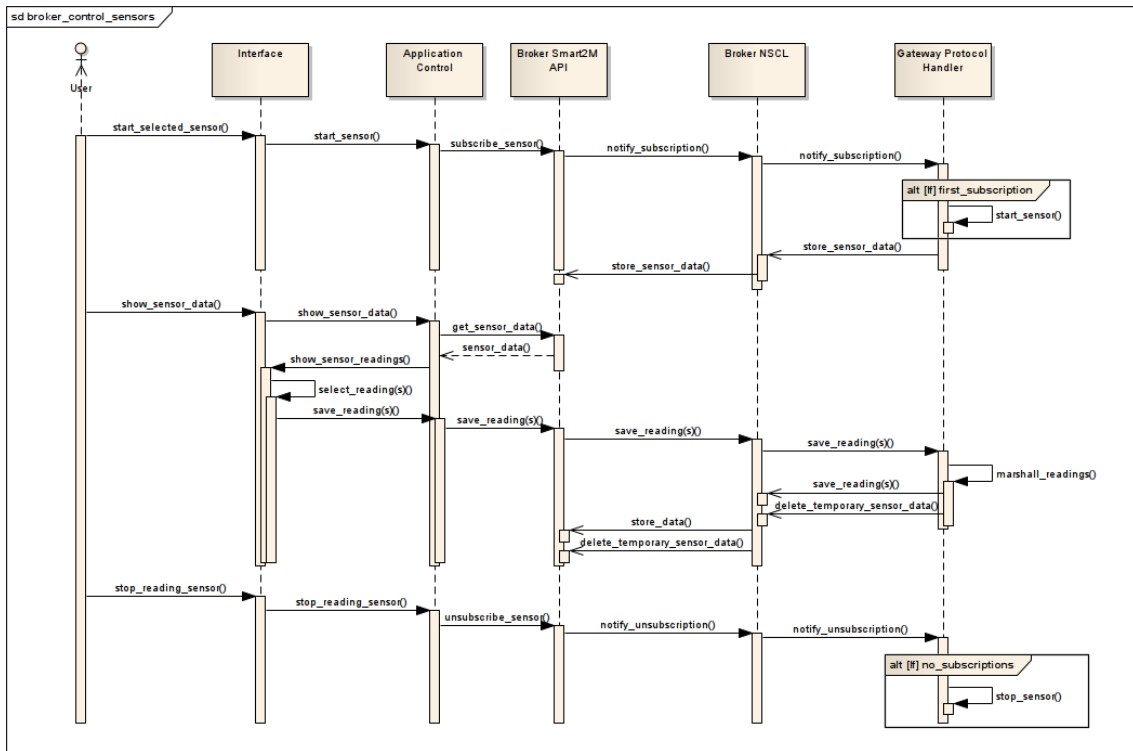 sd broker_control_sensors
User
Interface
Application
Control
Broker Smart2M
API
Broker NSCL
Gateway Protocol
Handler
start_selected_sensor()
start_sensor()
subscribe_sensor()
notify_subscription()
notify_subscription()
alt [If] first_subscription
start_sensor()
store_sensor_data()
store_sensor_data()
show_sensor_data()
show_sensor_data()
get_sensor_data()
sensor_data()
show_sensor_readings()
select_reading(s)()
save_reading(s)()
save_reading(s)()
save_reading(s)()
save_reading(s)()
marshall_readings()
save_reading(s)()
delete_temporary_sensor_data()
store_data()
delete_temporary_sensor_data()
stop_reading_sensor()
stop_reading_sensor()
unsubscribe_sensor()
notify_unsubscription()
notify_unsubscription()
alt [If] no_subscriptions
stop_sensor()